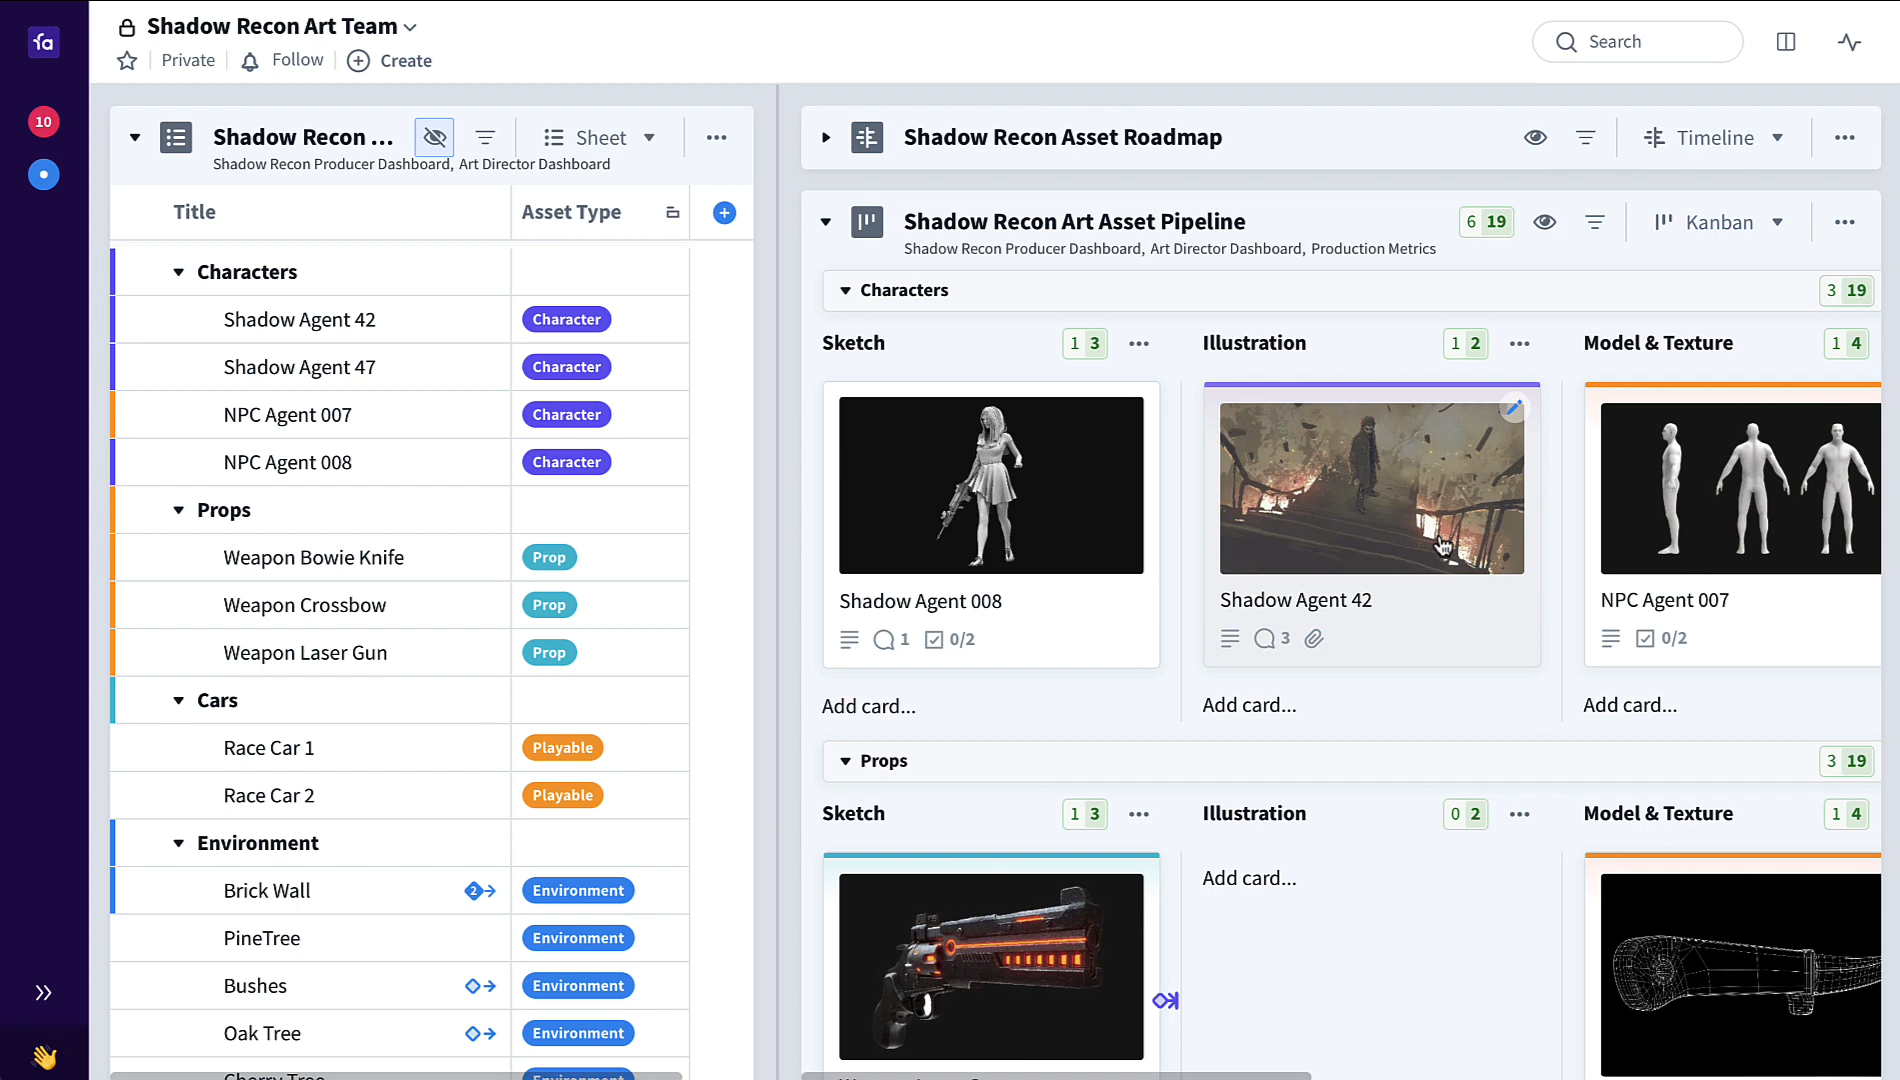 fa
Shadow Recon Art Team
Private
Follow
Create
Search
10
Shadow Recon ...
Sheet
Shadow Recon Producer Dashboard, Art Director Dashboard
Title
Asset Type
Characters
Shadow Agent 42
Character
Shadow Agent 47
Character
NPC Agent 007
Character
NPC Agent 008
Character
Props
Weapon Bowie Knife
Prop
Weapon Crossbow
Prop
Weapon Laser Gun
Prop
Cars
Race Car 1
Playable
Race Car 2
Playable
Environment
Brick Wall
2
Environment
PineTree
Environment
Bushes
Environment
Oak Tree
Environment
Cherry Tree
Environment
Shadow Recon Asset Roadmap
Timeline
Shadow Recon Art Asset Pipeline
6 19
Kanban
Shadow Recon Producer Dashboard, Art Director Dashboard, Production Metrics
Characters
3 19
Sketch
1 3
Illustration
1 2
Model & Texture
1 4
Shadow Agent 008
1
0/2
Add card...
Shadow Agent 42
3
Add card...
NPC Agent 007
0/2
Add card...
Props
3 19
Sketch
1 3
Illustration
0 2
Model & Texture
1 4
Add card...